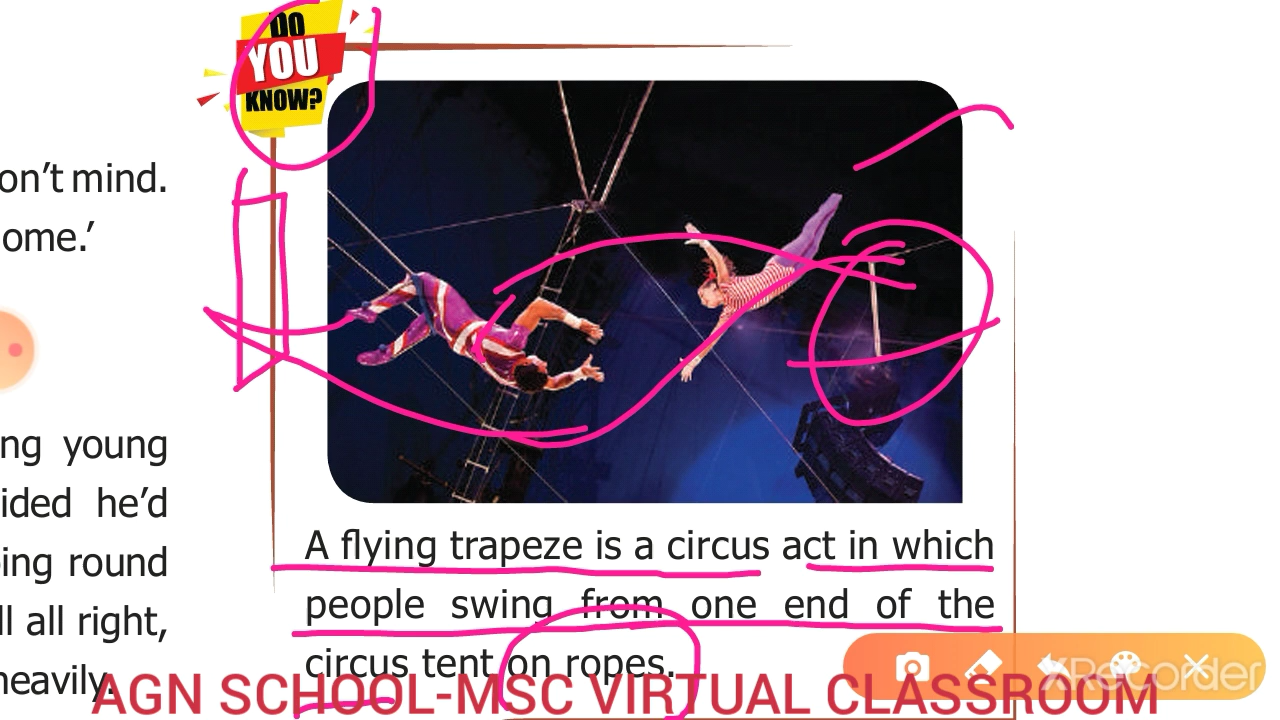 DO
YOU
KNOW?
on't mind.
ome.'
ng young
ided he'd
ing round
ll all right,
heavily.
A flying trapeze is a circus act in which
people swing from one end of the
circus tent on ropes.
XRecorder
AGN SCHOOL-MSC VIRTUAL CLASSROOM